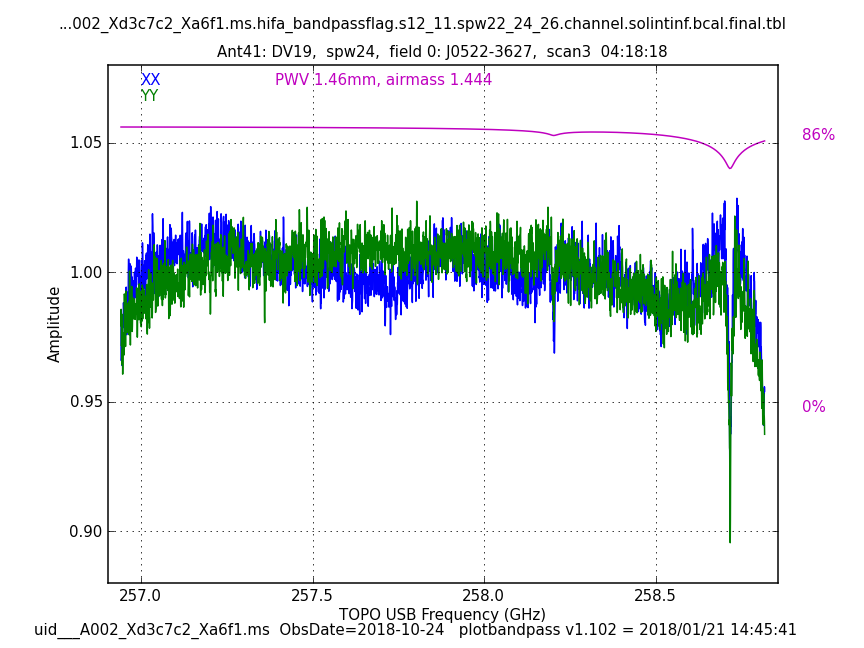 ...002_Xd3c7c2_Xa6f1.ms.hifa_bandpassflag.s12_11.spw22_24_26.channel.solintinf.bcal.final.tbl
Ant41: DV19,  spw24,  field 0: J0522-3627,  scan3  04:18:18
XX
PWV 1.46mm, airmass 1.444
YY
86%
1.05
1.00
Amplitude
0.95
0%
0.90
257.0 257.5 258.0 258.5
TOPO USB Frequency (GHz)
uid___A002_Xd3c7c2_Xa6f1.ms  ObsDate=2018-10-24   plotbandpass v1.102 = 2018/01/21 14:45:41